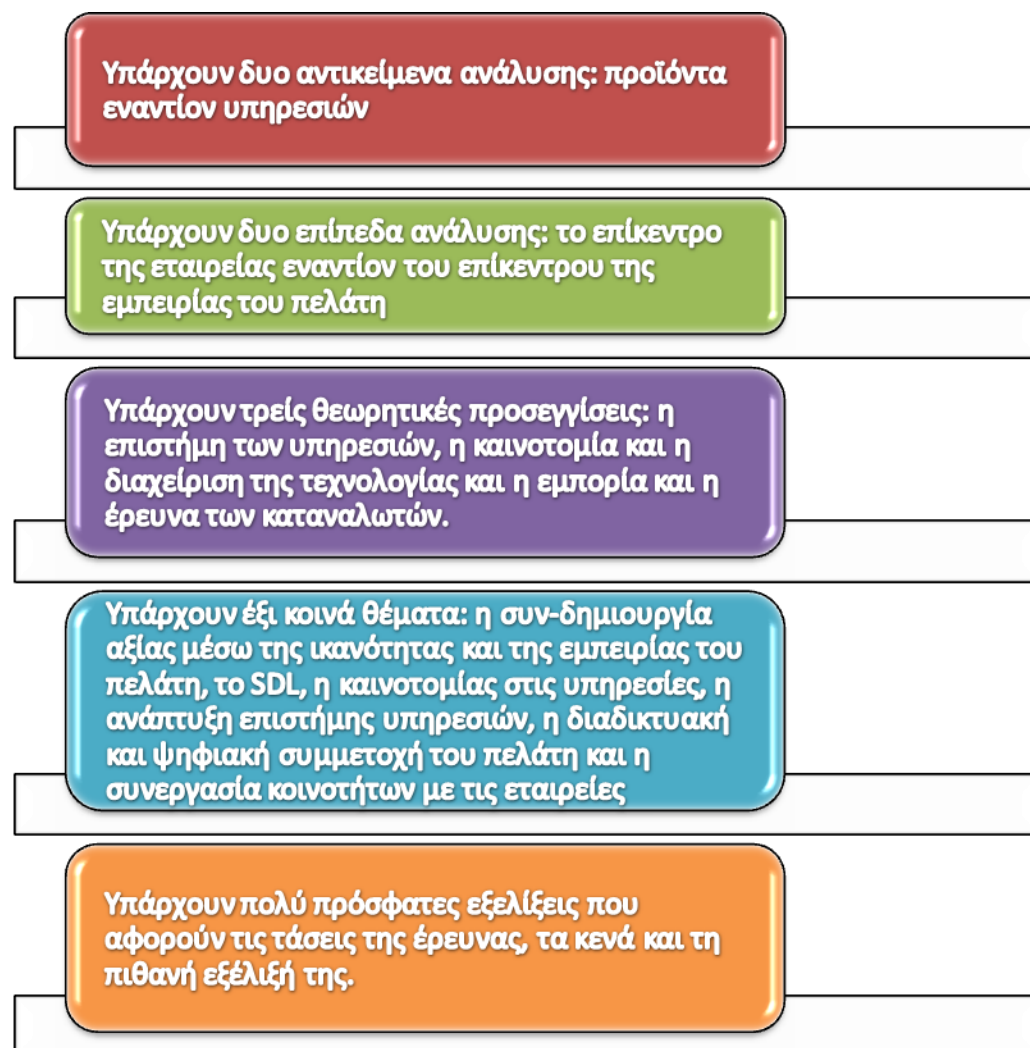 Υπάρχουν δυο αντικείμενα ανάλυσης: προϊόντα
εναντίον υπηρεσιών
Υπάρχουν δυο επίπεδα ανάλυσης: το επίκεντρο
της εταιρείας εναντίον του επίκεντρου της
εμπειρίας του πελάτη
Υπάρχουν τρείς θεωρητικές προσεγγίσεις: η
επιστήμη των υπηρεσιών, η καινοτομία και η
διαχείριση της τεχνολογίας και η εμπορία και η
έρευνα των καταναλωτών.
Υπάρχουν έξι κοινά θέματα: η συν-δημιουργία
αξίας μέσω της ικανότητας και της εμπειρίας του
πελάτη, το SDL, η καινοτομίας στις υπηρεσίες, η
ανάπτυξη επιστήμης υπηρεσιών, η διαδικτυακή
και ψηφιακή συμμετοχή του πελάτη και η
συνεργασία κοινοτήτων με τις εταιρείες
Υπάρχουν πολύ πρόσφατες εξελίξεις που
αφορούν τις τάσεις της έρευνας, τα κενά και τη
πιθανή εξέλιξή της.